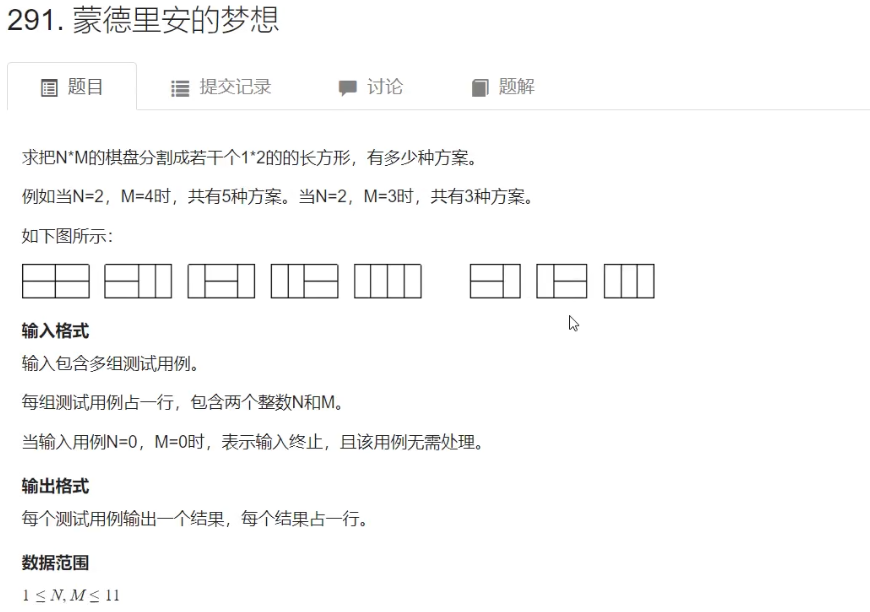 291. 蒙德里安的梦想
题目 提交记录 讨论 题解
求把N*M的棋盘分割成若干个1*2的的长方形，有多少种方案。
例如当N=2，M=4时，共有5种方案。当N=2，M=3时，共有3种方案。
如下图所示：
输入格式
输入包含多组测试用例。
每组测试用例占一行，包含两个整数N和M。
当输入用例N=0，M=0时，表示输入终止，且该用例无需处理。
输出格式
每个测试用例输出一个结果，每个结果占一行。
数据范围
1 ≤ N, M ≤ 11